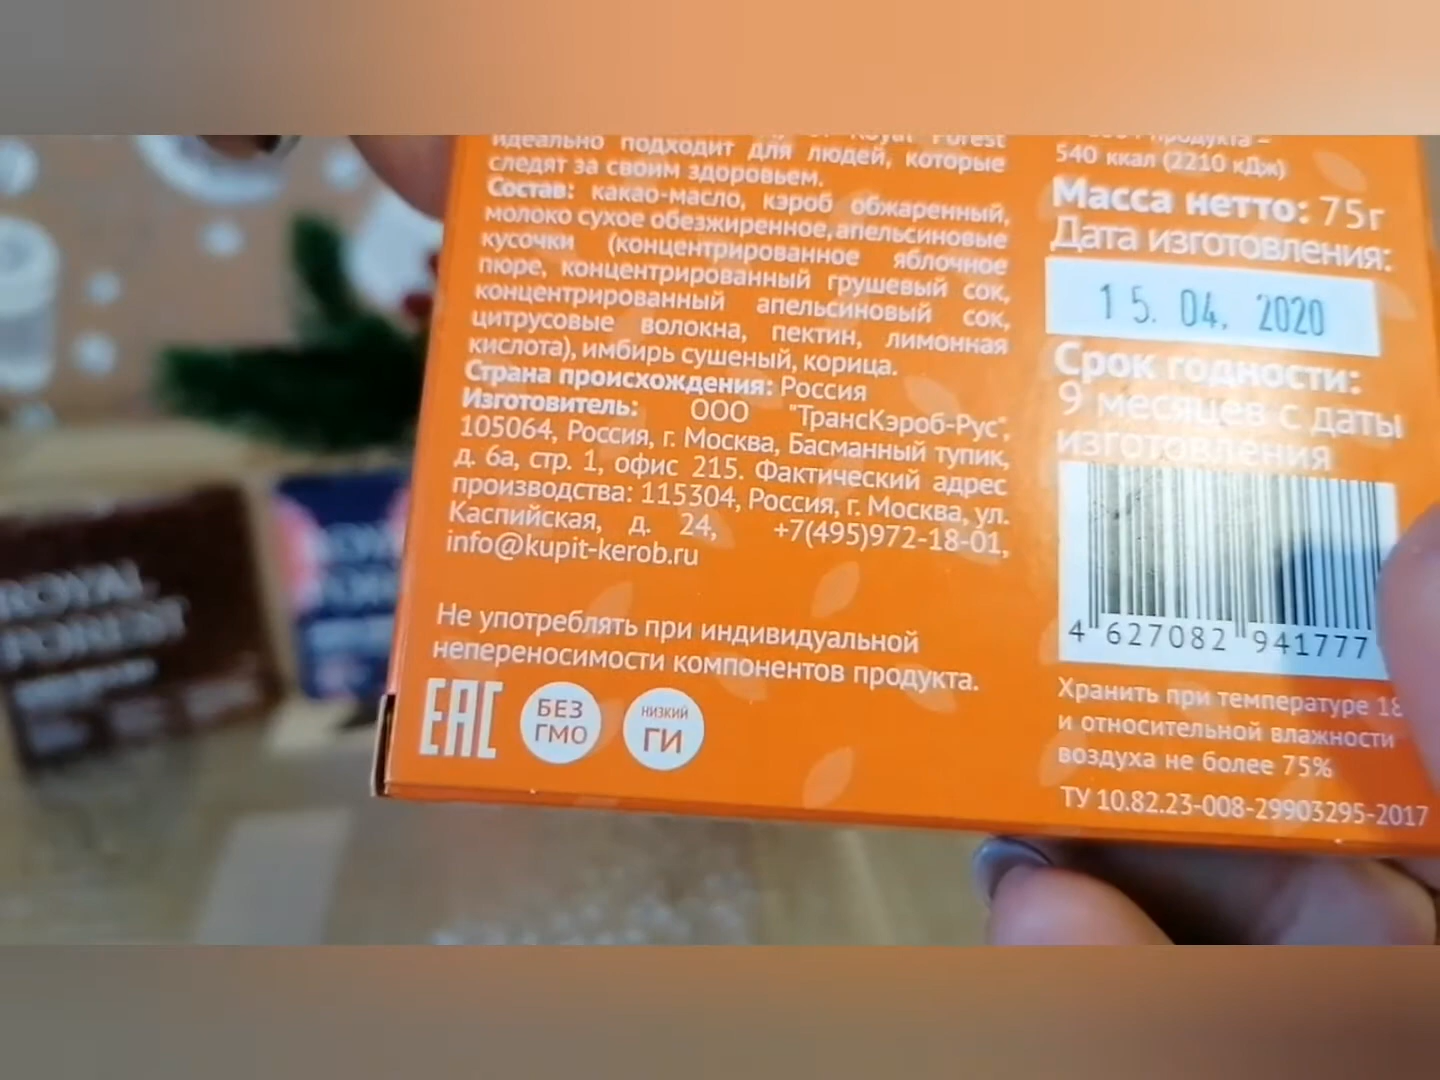 Royal Forest
идеально подходит для людей, которые
следят за своим здоровьем.
Состав: какао-масло, кэроб обжаренный,
молоко сухое обезжиренное, апельсиновые
кусочки (концентрированное яблочное
пюре, концентрированный грушевый сок,
концентрированный апельсиновый сок,
цитрусовые волокна, пектин, лимонная
кислота), имбирь сушеный, корица.
Страна происхождения: Россия
Изготовитель: ООО "ТрансКэроб-Рус",
105064, Россия, г. Москва, Басманный тупик,
д. 6а, стр. 1, офис 215. Фактический адрес
производства: 115304, Россия, г. Москва, ул.
Каспийская, д. 24, +7(495)972-18-01,
info@kupit-kerob.ru
Не употреблять при индивидуальной
непереносимости компонентов продукта.
ЕАС
БЕЗ
ГМО
НИЗКИЙ
ГИ
продукта –
540 ккал (2210 кДж)
Масса нетто: 75г
Дата изготовления:
15. 04. 2020
Срок годности:
9 месяцев с даты
изготовления
4 627082 941777
Хранить при температуре 18
и относительной влажности
воздуха не более 75%
ТУ 10.82.23-008-29903295-2017
ROYAL
FOREST